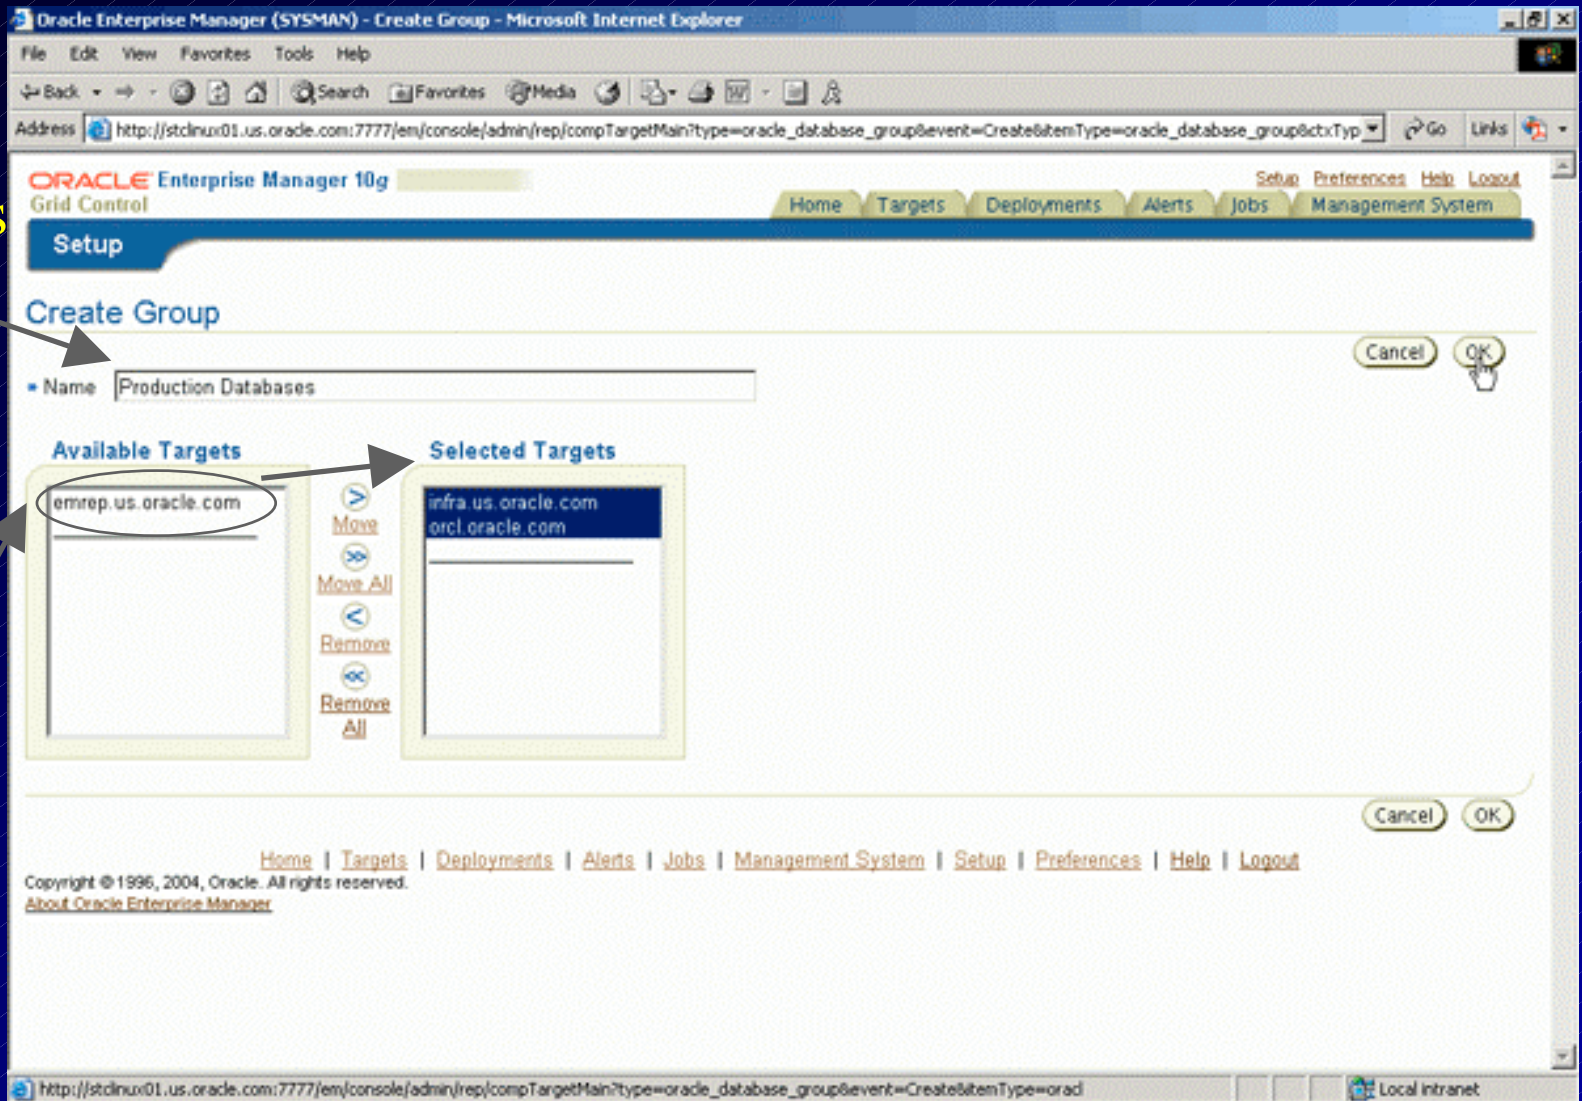 Oracle Enterprise Manager (SYSMAN) - Create Group - Microsoft Internet Explorer
File Edit View Favorites Tools Help
Back Search Favorites Media
Address http://stclinux01.us.oracle.com:7777/em/console/admin/rep/compTargetMain?type=oracle_database_group&event=Create&itemType=oracle_database_group&ctxTyp Go Links
ORACLE Enterprise Manager 10g
Grid Control
Setup Preferences Help Logout
Home Targets Deployments Alerts Jobs Management System
s
Setup
Create Group
Cancel OK
Name Production Databases
Available Targets
Selected Targets
emrep.us.oracle.com
Move
Move All
Remove
Remove
All
infra.us.oracle.com
orcl.oracle.com
Cancel OK
Home | Targets | Deployments | Alerts | Jobs | Management System | Setup | Preferences | Help | Logout
Copyright © 1996, 2004, Oracle. All rights reserved.
About Oracle Enterprise Manager
http://stclinux01.us.oracle.com:7777/em/console/admin/rep/compTargetMain?type=oracle_database_group&event=Create&itemType=oracl
Local intranet